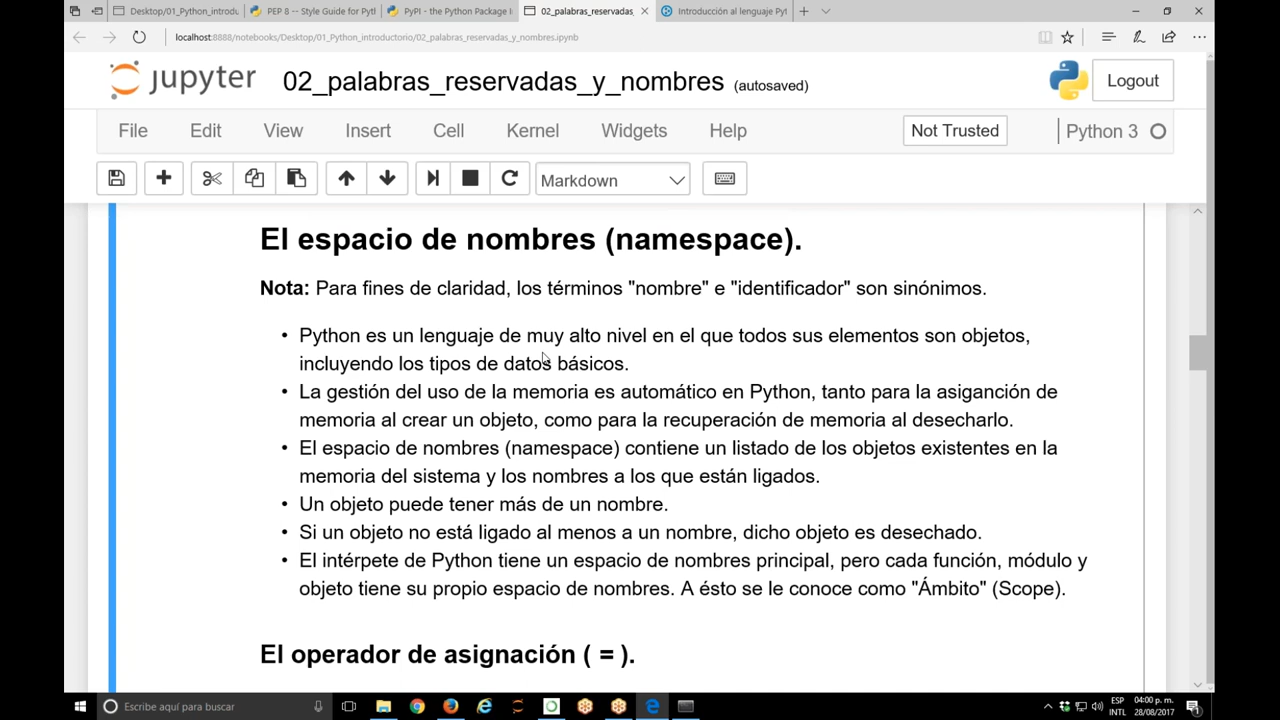 Desktop/01_Python_introdu
PEP 8 -- Style Guide for Pytl
PyPI - the Python Package I
02_palabras_reservadas_
Introducción al lenguaje Pyt
localhost:8888/notebooks/Desktop/01_Python_introductorio/02_palabras_reservadas_y_nombres.ipynb
jupyter 02_palabras_reservadas_y_nombres (autosaved) Logout
File Edit View Insert Cell Kernel Widgets Help Not Trusted Python 3
Markdown
El espacio de nombres (namespace).
Nota: Para fines de claridad, los términos "nombre" e "identificador" son sinónimos.
• Python es un lenguaje de muy alto nivel en el que todos sus elementos son objetos,
incluyendo los tipos de datos básicos.
• La gestión del uso de la memoria es automático en Python, tanto para la asigançión de
memoria al crear un objeto, como para la recuperación de memoria al desecharlo.
• El espacio de nombres (namespace) contiene un listado de los objetos existentes en la
memoria del sistema y los nombres a los que están ligados.
• Un objeto puede tener más de un nombre.
• Si un objeto no está ligado al menos a un nombre, dicho objeto es desechado.
• El intérpete de Python tiene un espacio de nombres principal, pero cada función, módulo y
objeto tiene su propio espacio de nombres. A ésto se le conoce como "Ámbito" (Scope).
El operador de asignación ( = ).
Escribe aquí para buscar
ESP
INTL
04:00 p. m.
28/08/2017